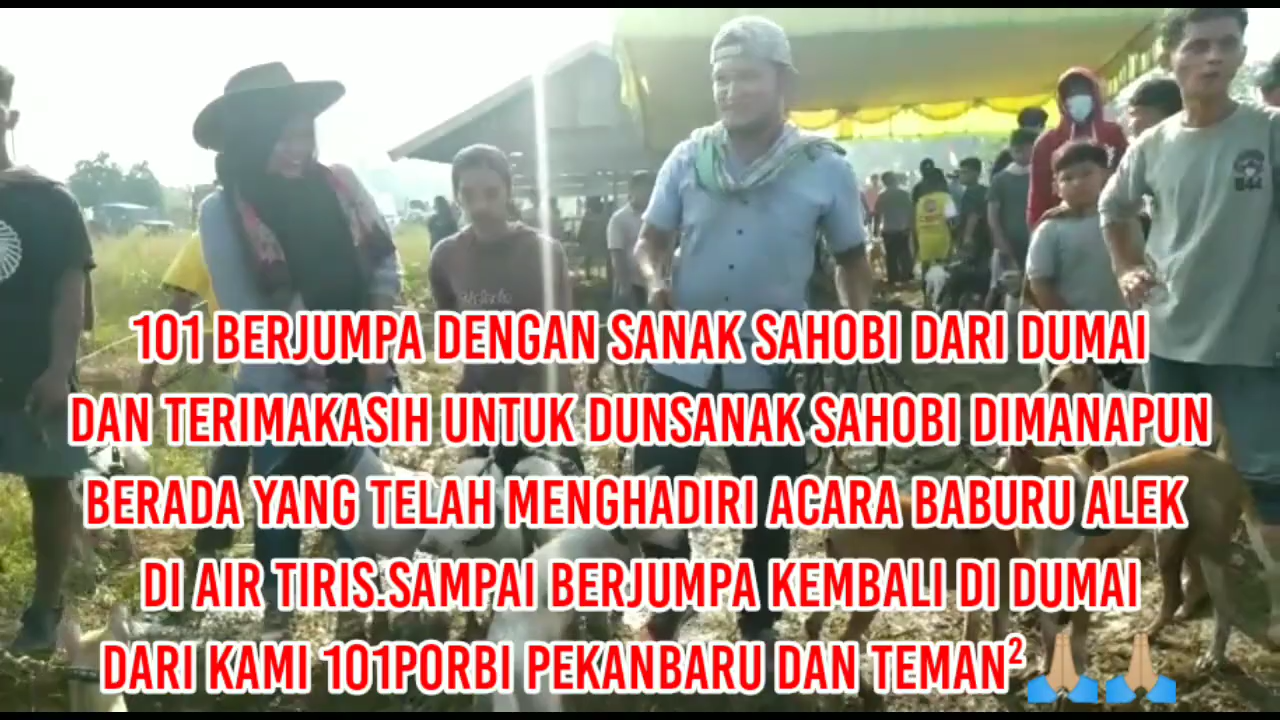 101 BERJUMPA DENGAN SANAK SAHOBI DARI DUMAI
DAN TERIMAKASIH UNTUK DUNSANAK SAHOBI DIMANAPUN
BERADA YANG TELAH MENGHADIRI ACARA BABURU ALEK
DI AIR TIRIS.SAMPAI BERJUMPA KEMBALI DI DUMAI
DARI KAMI 101PORBI PEKANBARU DAN TEMAN² 🙏🏼🙏🏼